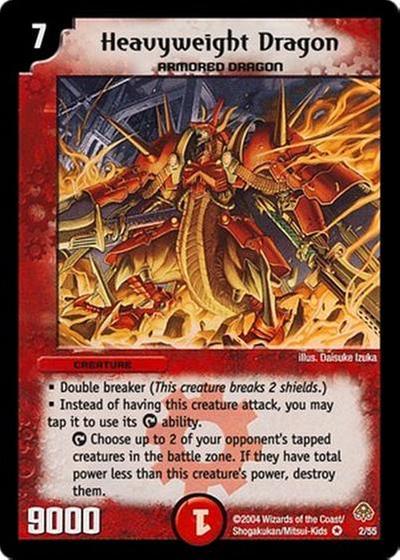 7 Heavyweight Dragon
ARMORED DRAGON
illus. Daisuke Izuka
CREATURE
▪ Double breaker (This creature breaks 2 shields.)
▪ Instead of having this creature attack, you may
tap it to use its ability.
Choose up to 2 of your opponent's tapped
creatures in the battle zone. If they have total
power less than this creature's power, destroy
them.
9000
1
©2004 Wizards of the Coast/
Shogakukan/Mitsui-Kids ✪ 2/55